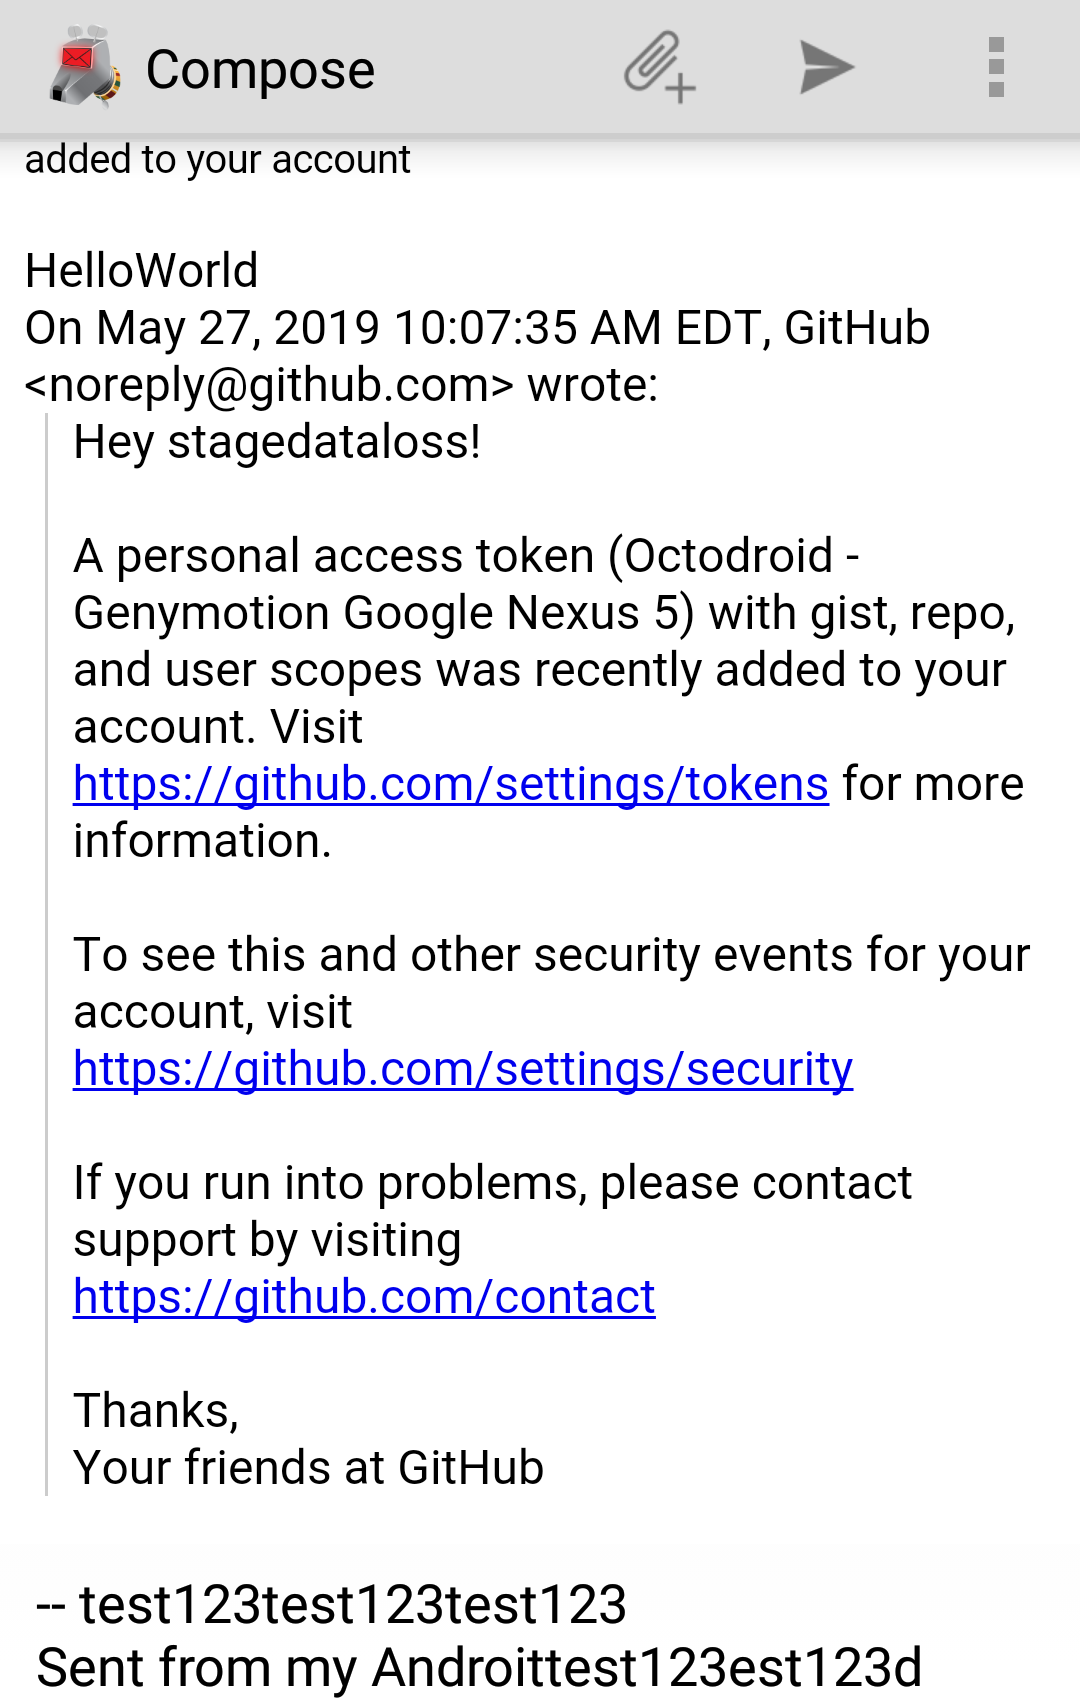 Compose
added to your account
HelloWorld
On May 27, 2019 10:07:35 AM EDT, GitHub
<noreply@github.com> wrote:
Hey stagedataloss!
A personal access token (Octodroid -
Genymotion Google Nexus 5) with gist, repo,
and user scopes was recently added to your
account. Visit
https://github.com/settings/tokens for more
information.
To see this and other security events for your
account, visit
https://github.com/settings/security
If you run into problems, please contact
support by visiting
https://github.com/contact
Thanks,
Your friends at GitHub
-- test123test123test123
Sent from my Androittest123est123d